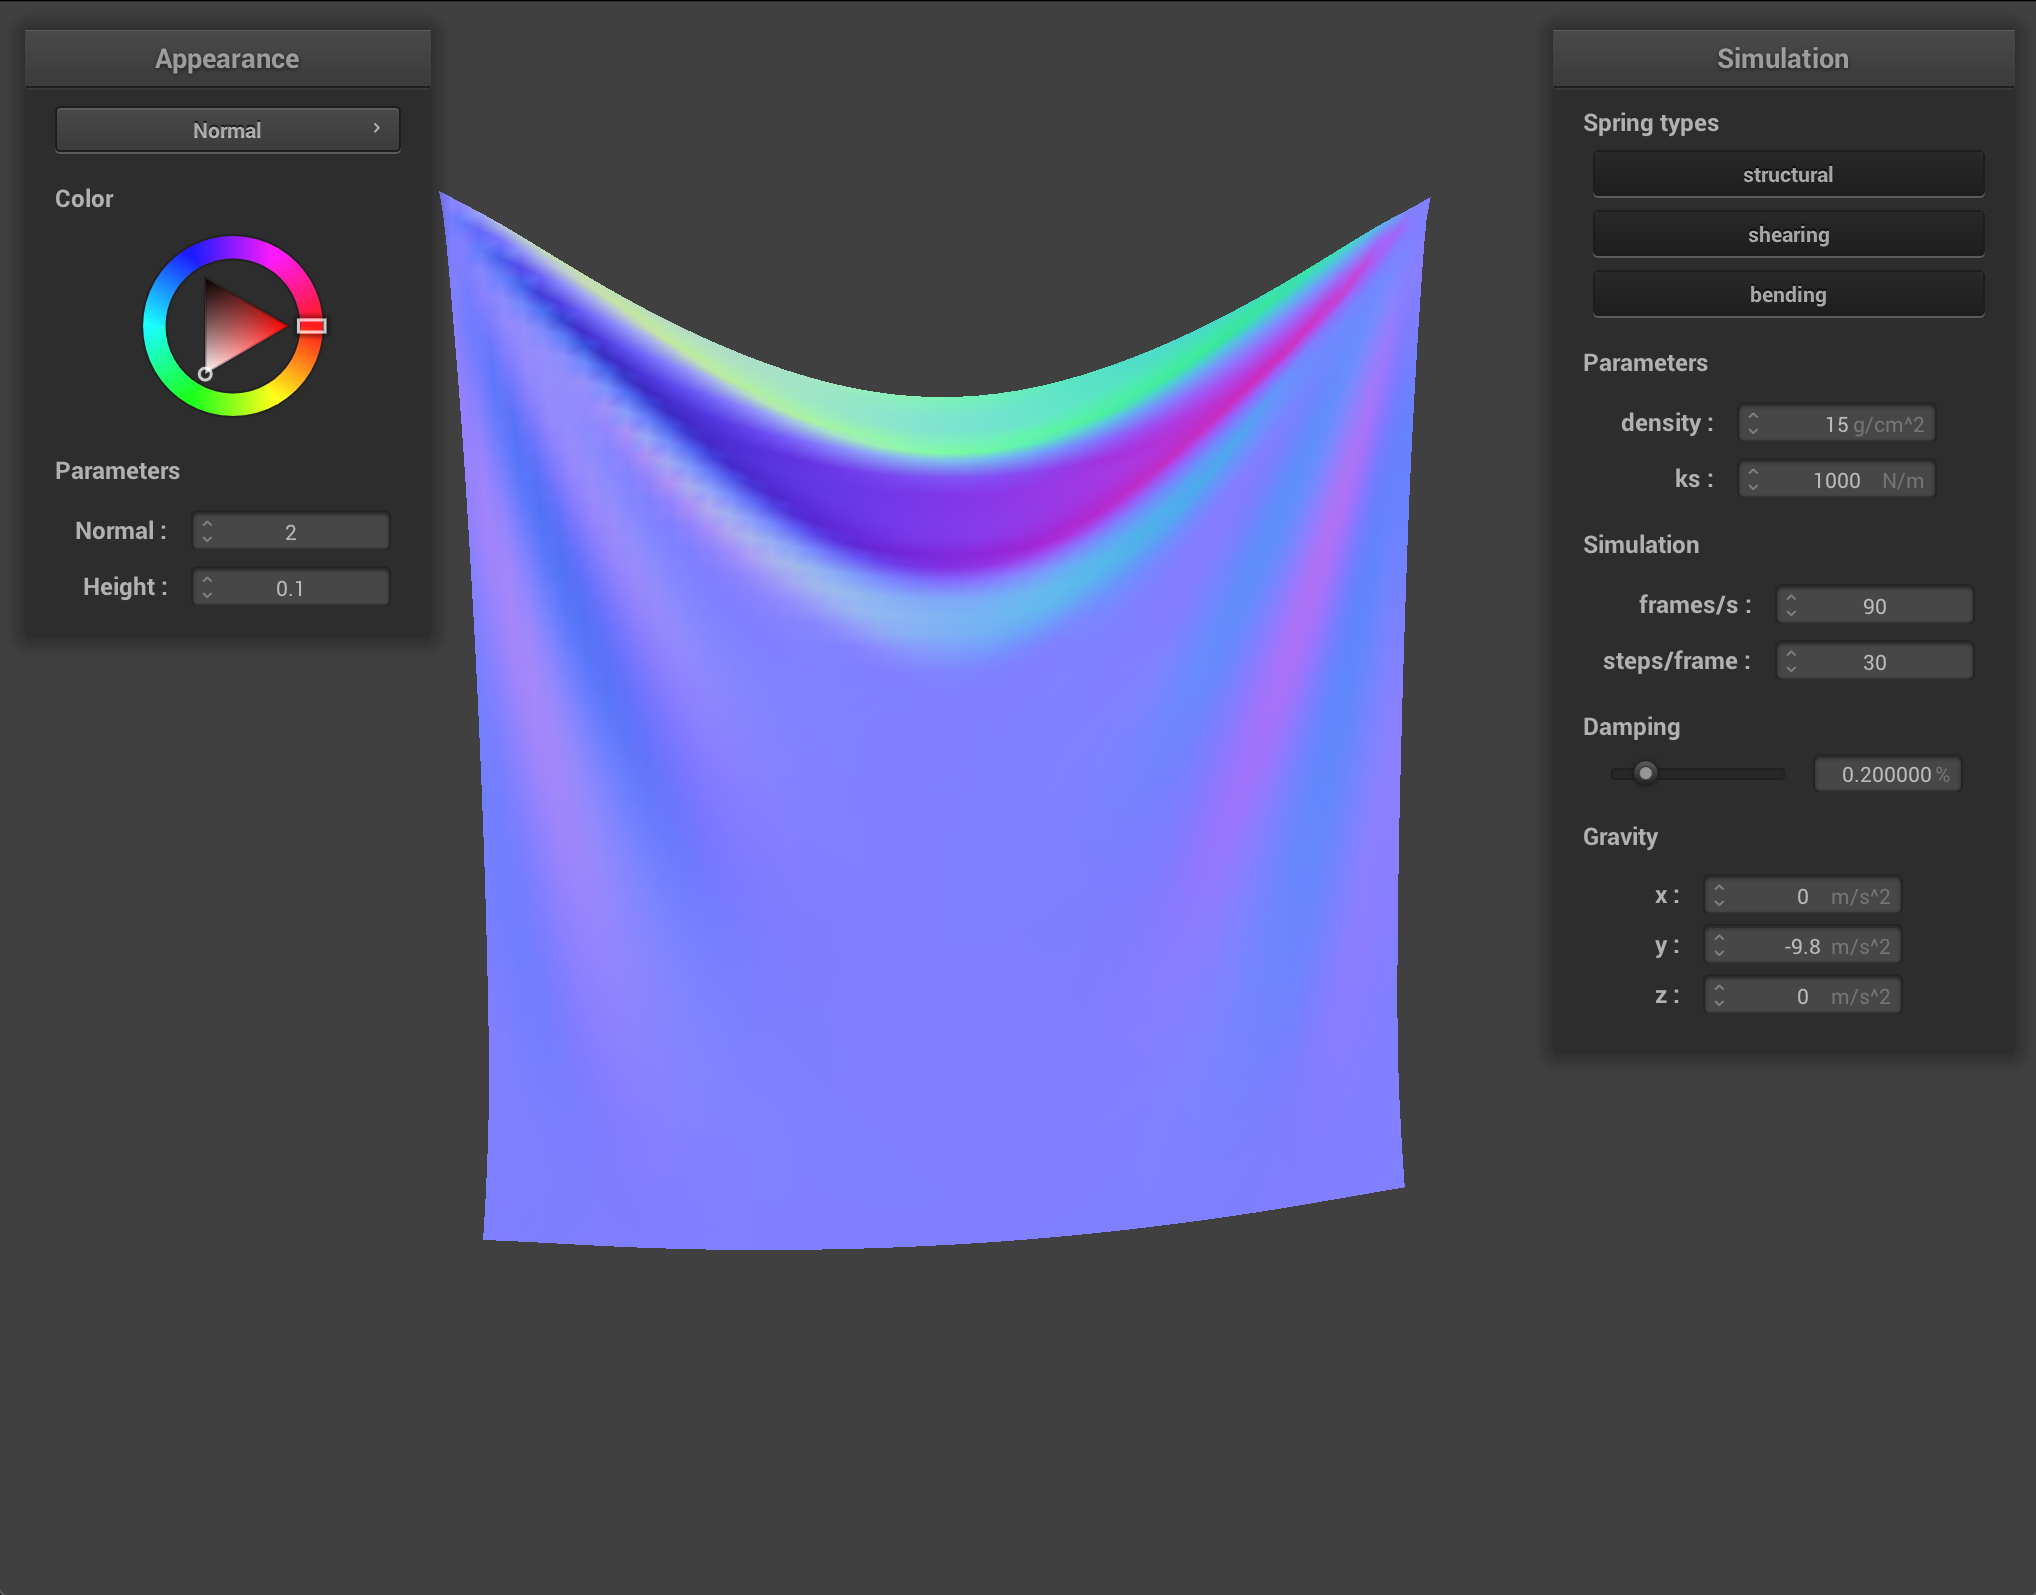 Appearance
Normal
Color
Parameters
Normal : 2
Height : 0.1
Simulation
Spring types
structural
shearing
bending
Parameters
density : 15 g/cm^2
ks : 1000 N/m
Simulation
frames/s : 90
steps/frame : 30
Damping
0.200000 %
Gravity
x : 0 m/s^2
y : -9.8 m/s^2
z : 0 m/s^2